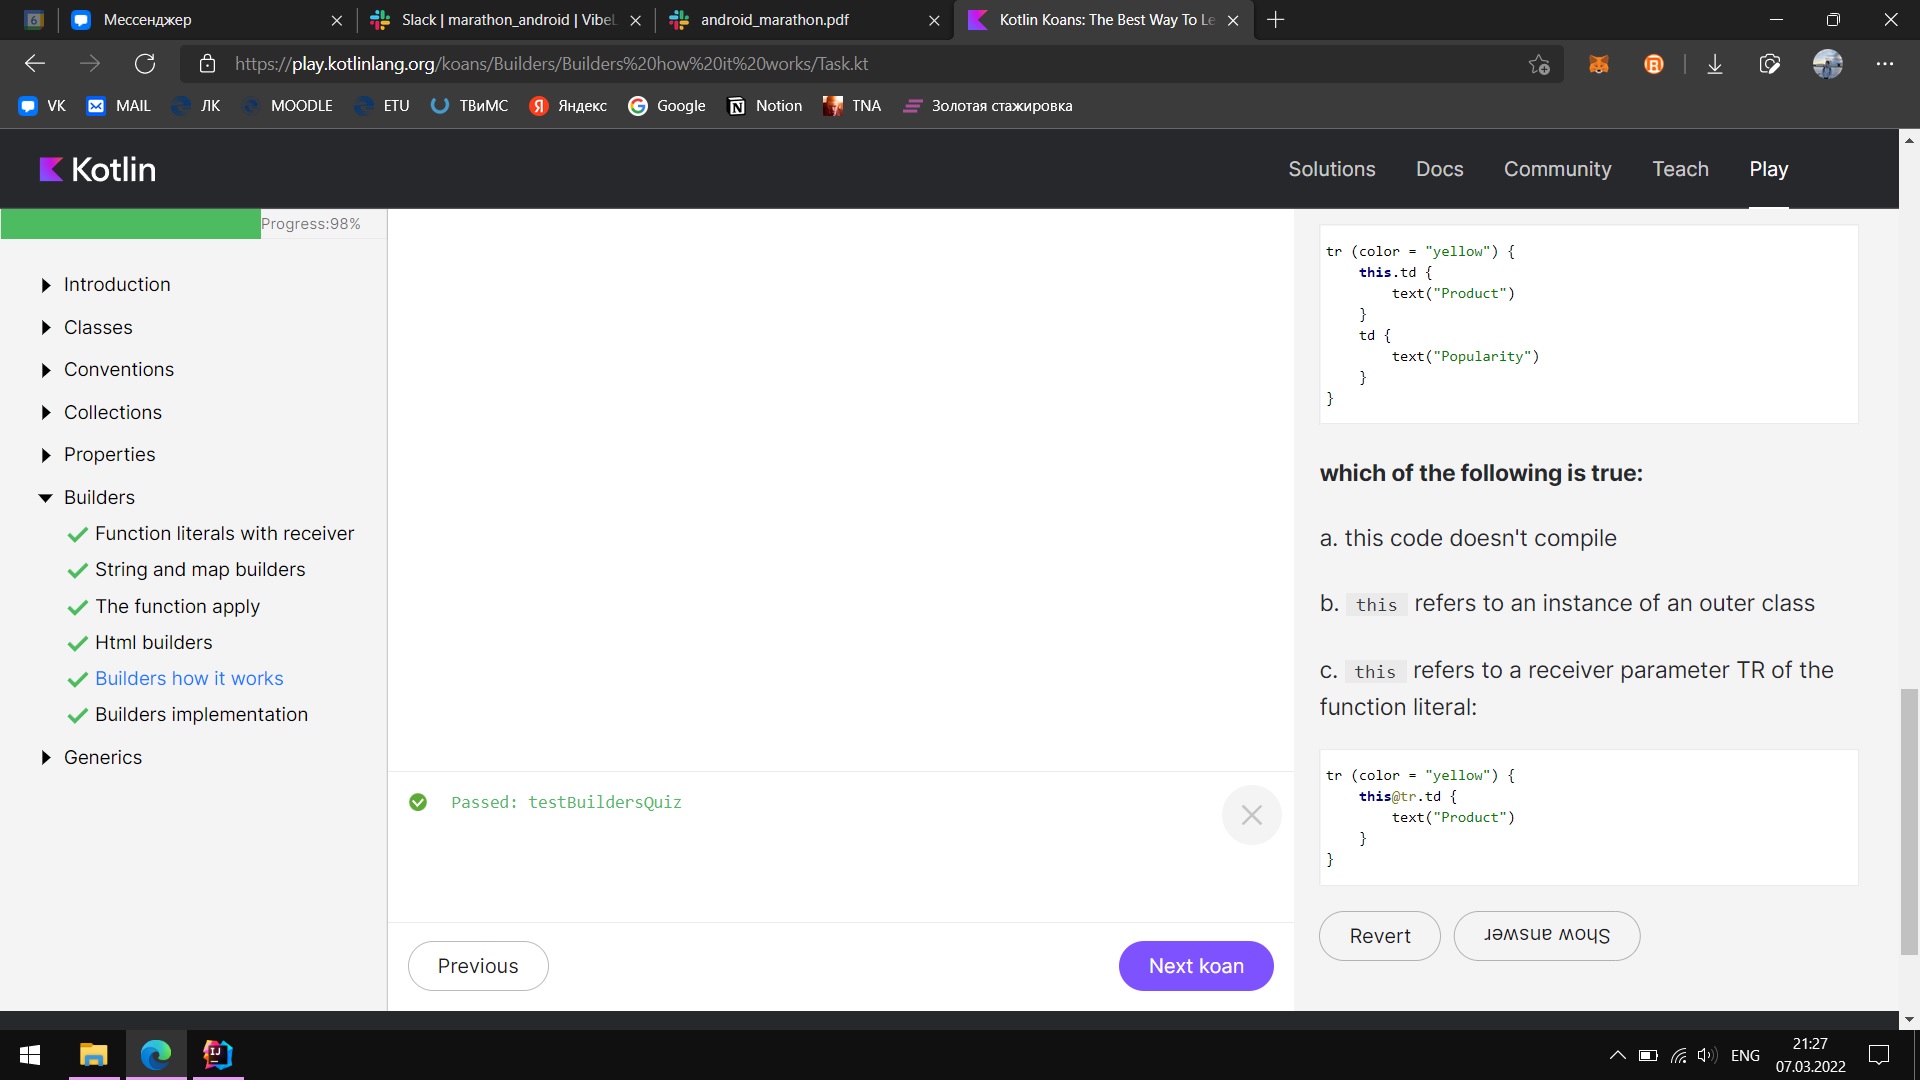 6
Мессенджер
Slack | marathon_android | VibeL
android_marathon.pdf
Kotlin Koans: The Best Way To Le
https://play.kotlinlang.org/koans/Builders/Builders%20how%20it%20works/Task.kt
VK
MAIL
ЛК
MOODLE
ETU
ТВиМС
Яндекс
Google
Notion
TNA
Золотая стажировка
Kotlin
Solutions
Docs
Community
Teach
Play
Progress:98%
Introduction
Classes
Conventions
Collections
Properties
Builders
Function literals with receiver
String and map builders
The function apply
Html builders
Builders how it works
Builders implementation
Generics
Passed: testBuildersQuiz
Previous
Next koan
tr (color = "yellow") {
this.td {
text("Product")
}
td {
text("Popularity")
}
}
which of the following is true:
a. this code doesn't compile
b. this refers to an instance of an outer class
c. this refers to a receiver parameter TR of the
function literal:
tr (color = "yellow") {
this@tr.td {
text("Product")
}
}
Revert
Show answer
ENG
21:27
07.03.2022